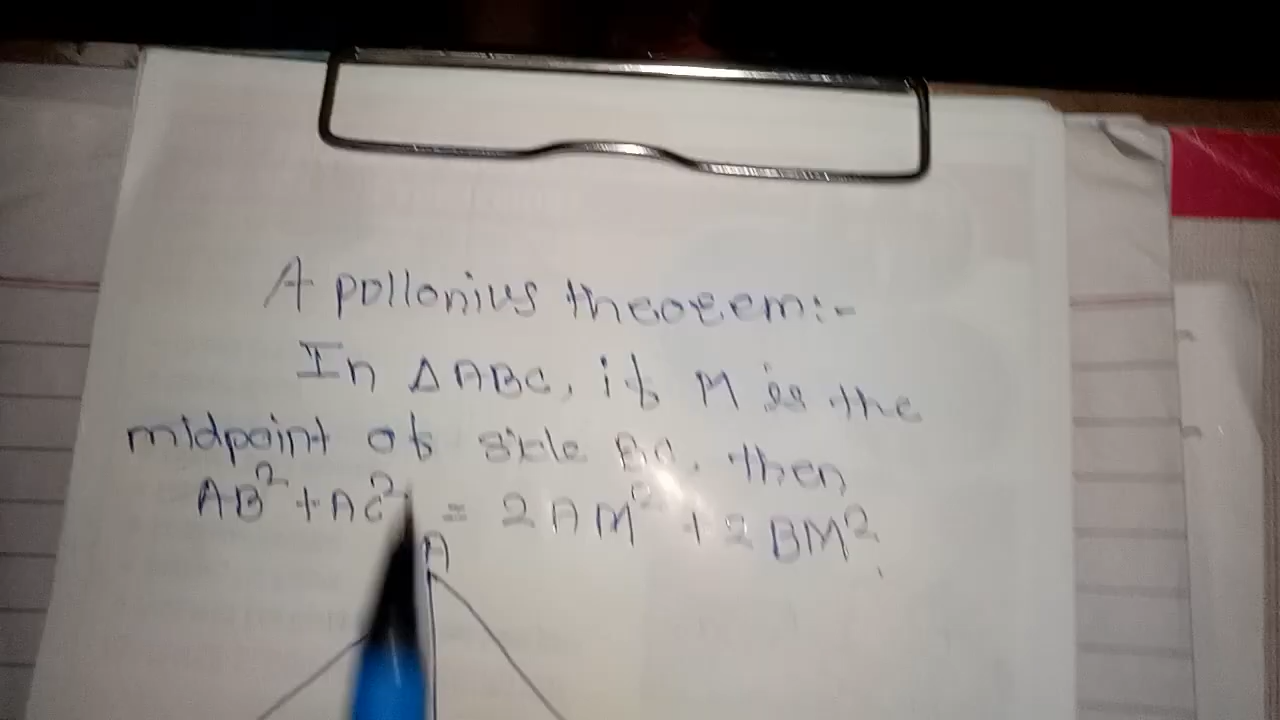 Apollonius theorem:-
In ΔABC, if M is the
midpoint of side BC, then
AB² + AC² = 2AM² + 2BM².
A